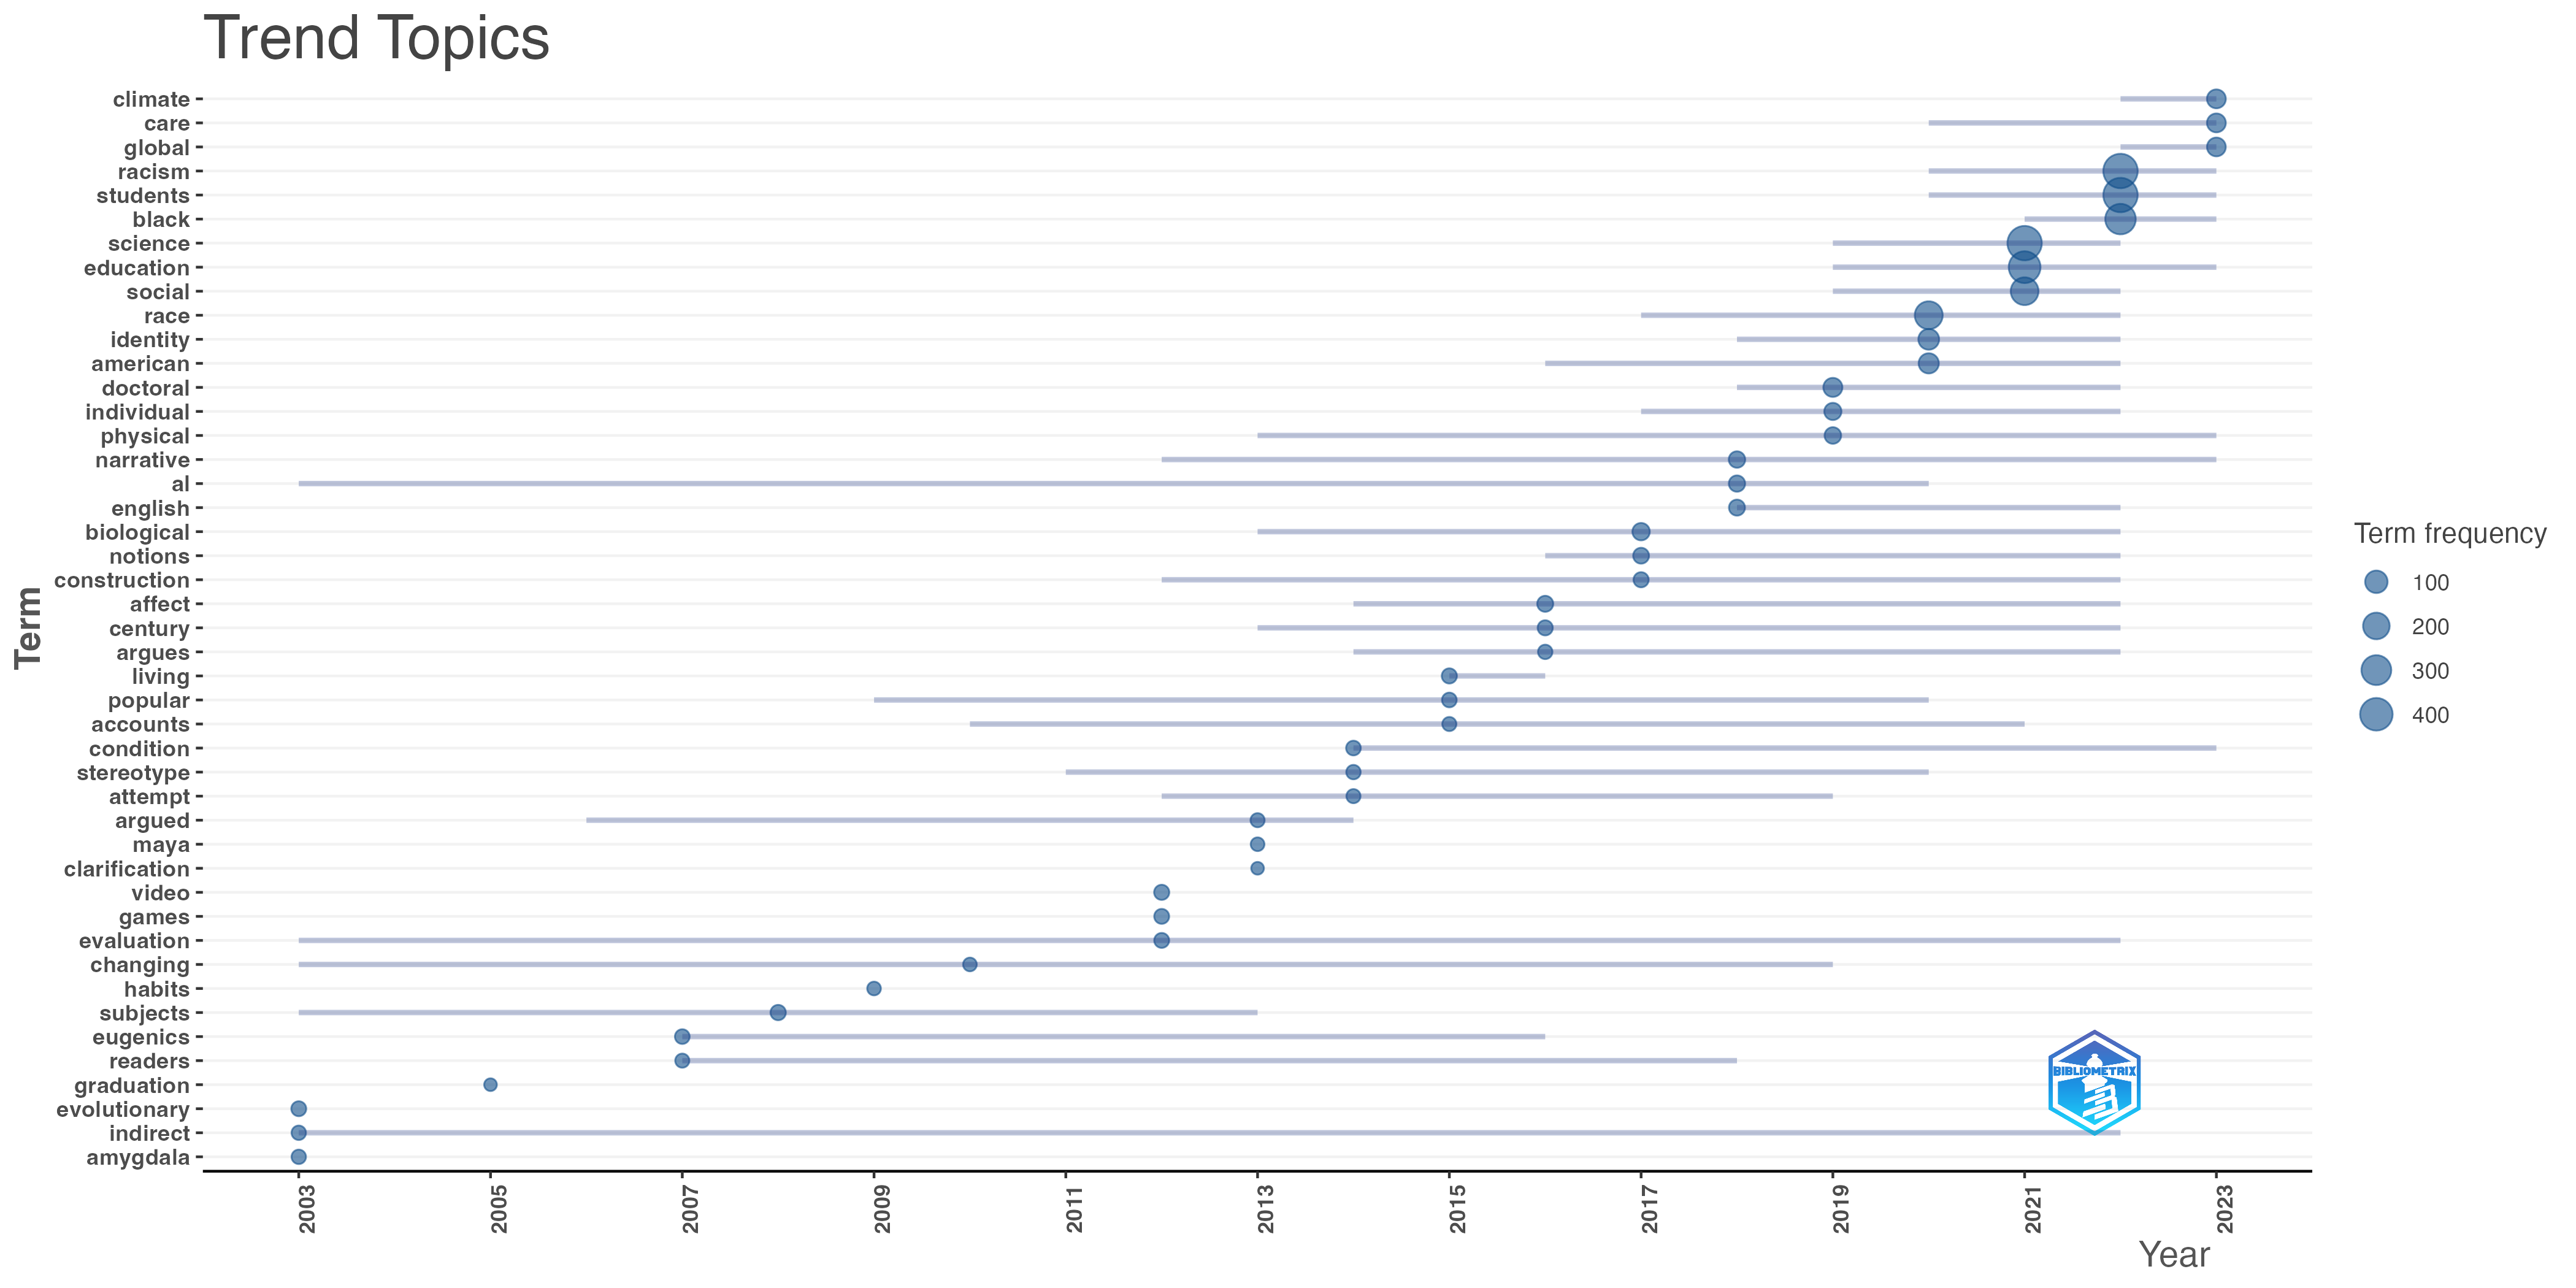 Trend Topics
climate
care
global
racism
students
black
science
education
social
race
identity
american
doctoral
individual
physical
narrative
al
english
biological
notions
construction
affect
century
argues
living
popular
accounts
condition
stereotype
attempt
argued
maya
clarification
video
games
evaluation
changing
habits
subjects
eugenics
readers
graduation
evolutionary
indirect
amygdala
Term
2003
2005
2007
2009
2011
2013
2015
2017
2019
2021
2023
Year
Term frequency
100
200
300
400
BIBLIOMETRIX